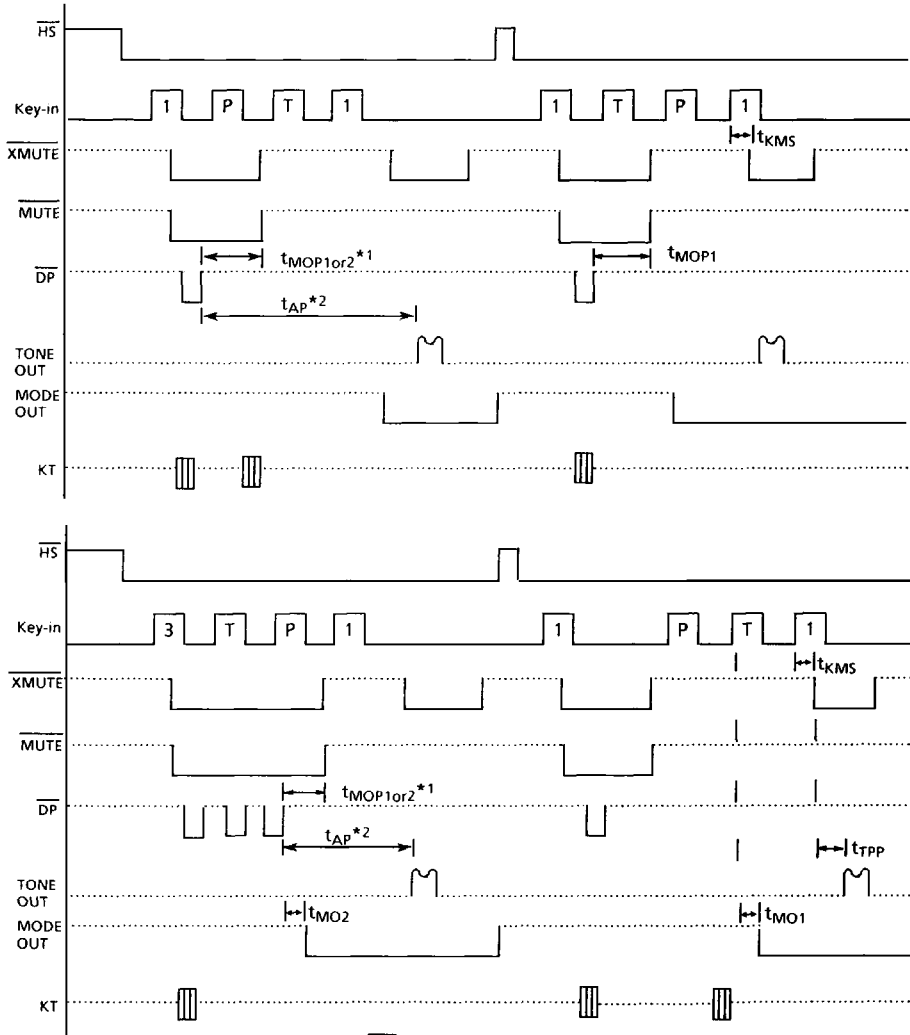 HS
Key-in 1 P T 1 1 T P 1
tKMS
XMUTE
MUTE
tMOP1or2*1 tMOP1
DP
tAP*2
TONE
OUT
MODE
OUT
KT
HS
Key-in 3 T P 1 1 P T 1
tKMS
XMUTE
MUTE
tMOP1or2*1
DP
tAP*2 tTPP
TONE
OUT
tMO2 tMO1
MODE
OUT
KT